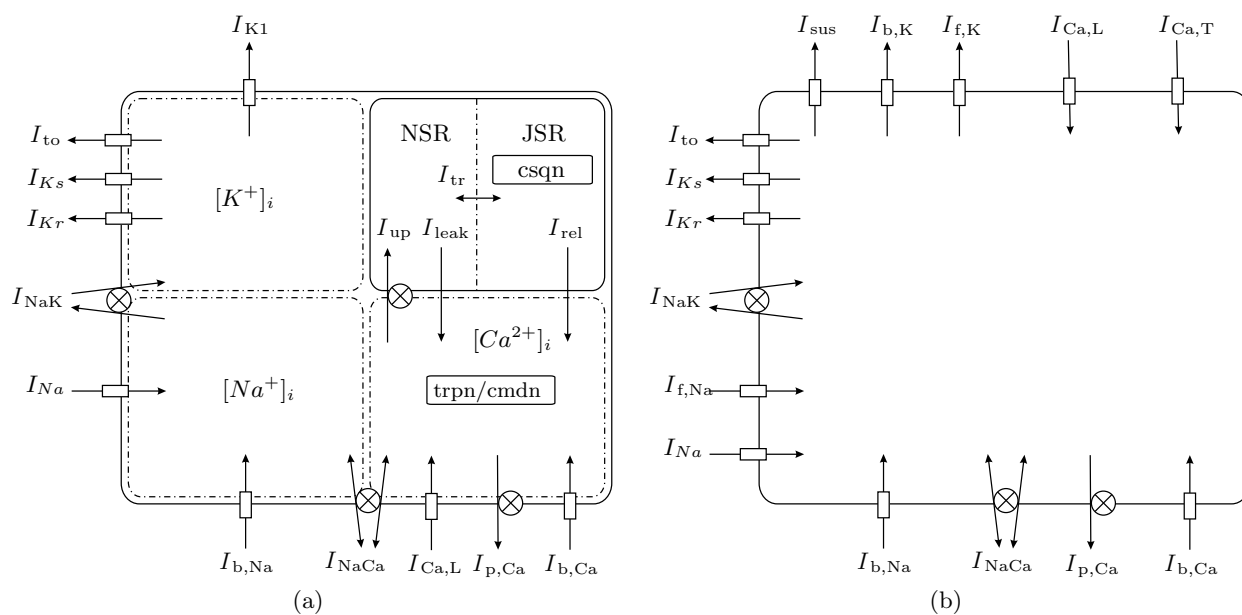 I_K1
I_to
I_Ks
I_Kr
I_NaK
I_Na
[K⁺]_i
NSR
JSR
csqn
I_tr
I_up
I_leak
I_rel
[Na⁺]_i
[Ca²⁺]_i
trpn/cmdn
I_b,Na
I_NaCa
I_Ca,L
I_p,Ca
I_b,Ca
(a)
I_sus
I_b,K
I_f,K
I_Ca,L
I_Ca,T
I_to
I_Ks
I_Kr
I_NaK
I_f,Na
I_Na
I_b,Na
I_NaCa
I_p,Ca
I_b,Ca
(b)